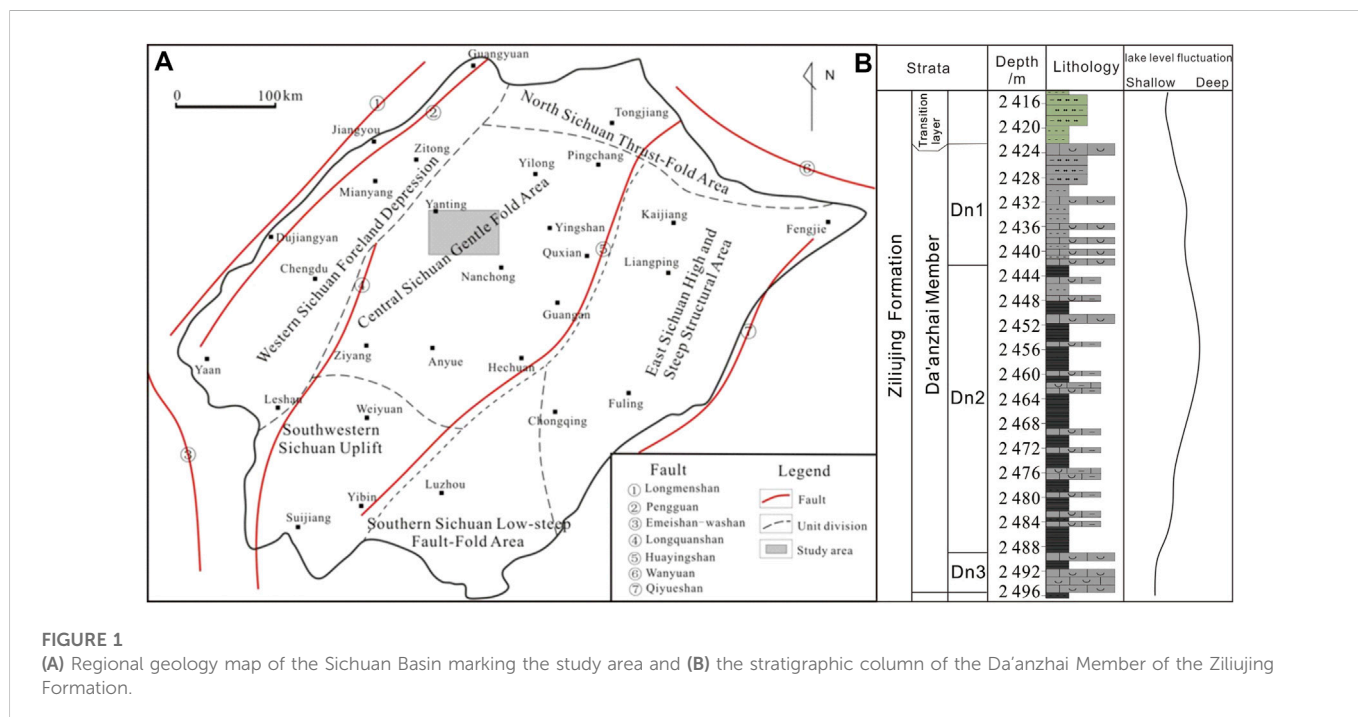 A
0 100km
N
Guangyuan
①
②
Jiangyou
Zitong
Mianyang
Tongjiang
North Sichuan Thrust-Fold Area
Pingchang
Yilong
⑥
Western Sichuan Foreland Depression
Yanting
Central Sichuan Gentle Fold Area
Dujiangyan
Chengdu
④
Yingshan
Quxian
⑤
Nanchong
Kaijiang
Liangping
Fengjie
East Sichuan High and
Steep Structural Area
⑦
Guangan
Yaan
Ziyang
Anyue
Hechuan
Leshan
Weiyuan
Southwestern
Sichuan Uplift
Chongqing
Fuling
③
Yibin
Luzhou
Suijiang
Southern Sichuan Low-steep
Fault-Fold Area
Fault
① Longmenshan
② Pengguan
③ Emeishan-washan
④ Longquanshan
⑤ Huayingshan
⑥ Wanyuan
⑦ Qiyueshan
Legend
Fault
Unit division
Study area
B
Strata
Depth
/m
Lithology
lake level fluctuation
Shallow Deep
Ziliujing Formation
Da'anzhai Member
Transition
layer
Dn1
Dn2
Dn3
2 416
2 420
2 424
2 428
2 432
2 436
2 440
2 444
2 448
2 452
2 456
2 460
2 464
2 468
2 472
2 476
2 480
2 484
2 488
2 492
2 496
FIGURE 1
(A) Regional geology map of the Sichuan Basin marking the study area and (B) the stratigraphic column of the Da'anzhai Member of the Ziliujing
Formation.